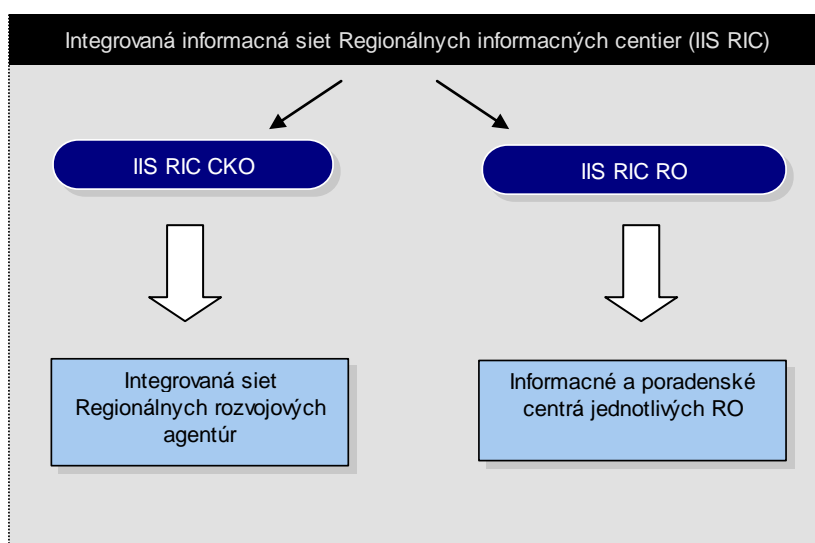 Integrovaná informacná siet Regionálnych informacných centier (IIS RIC)
IIS RIC CKO
IIS RIC RO
Integrovaná siet
Regionálnych rozvojových
agentúr
Informacné a poradenské
centrá jednotlivých RO